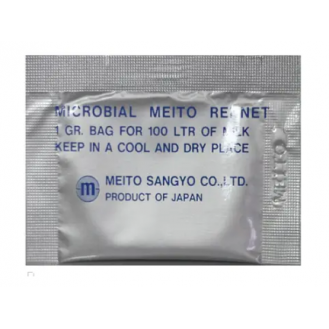 MICROBIAL MEITO RENNET
1 GR. BAG FOR 100 LTR OF MILK
KEEP IN A COOL AND DRY PLACE
m
MEITO SANGYO CO.,LTD.
PRODUCT OF JAPAN
MEITO